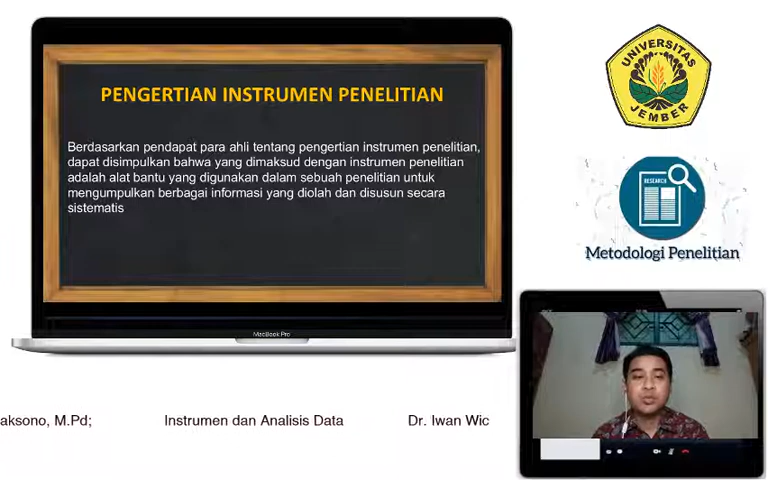 PENGERTIAN INSTRUMEN PENELITIAN
Berdasarkan pendapat para ahli tentang pengertian instrumen penelitian,
dapat disimpulkan bahwa yang dimaksud dengan instrumen penelitian
adalah alat bantu yang digunakan dalam sebuah penelitian untuk
mengumpulkan berbagai informasi yang diolah dan disusun secara
sistematis
MacBook Pro
UNIVERSITAS
JEMBER
RESEARCH
Metodologi Penelitian
aksono, M.Pd; Instrumen dan Analisis Data Dr. Iwan Wic